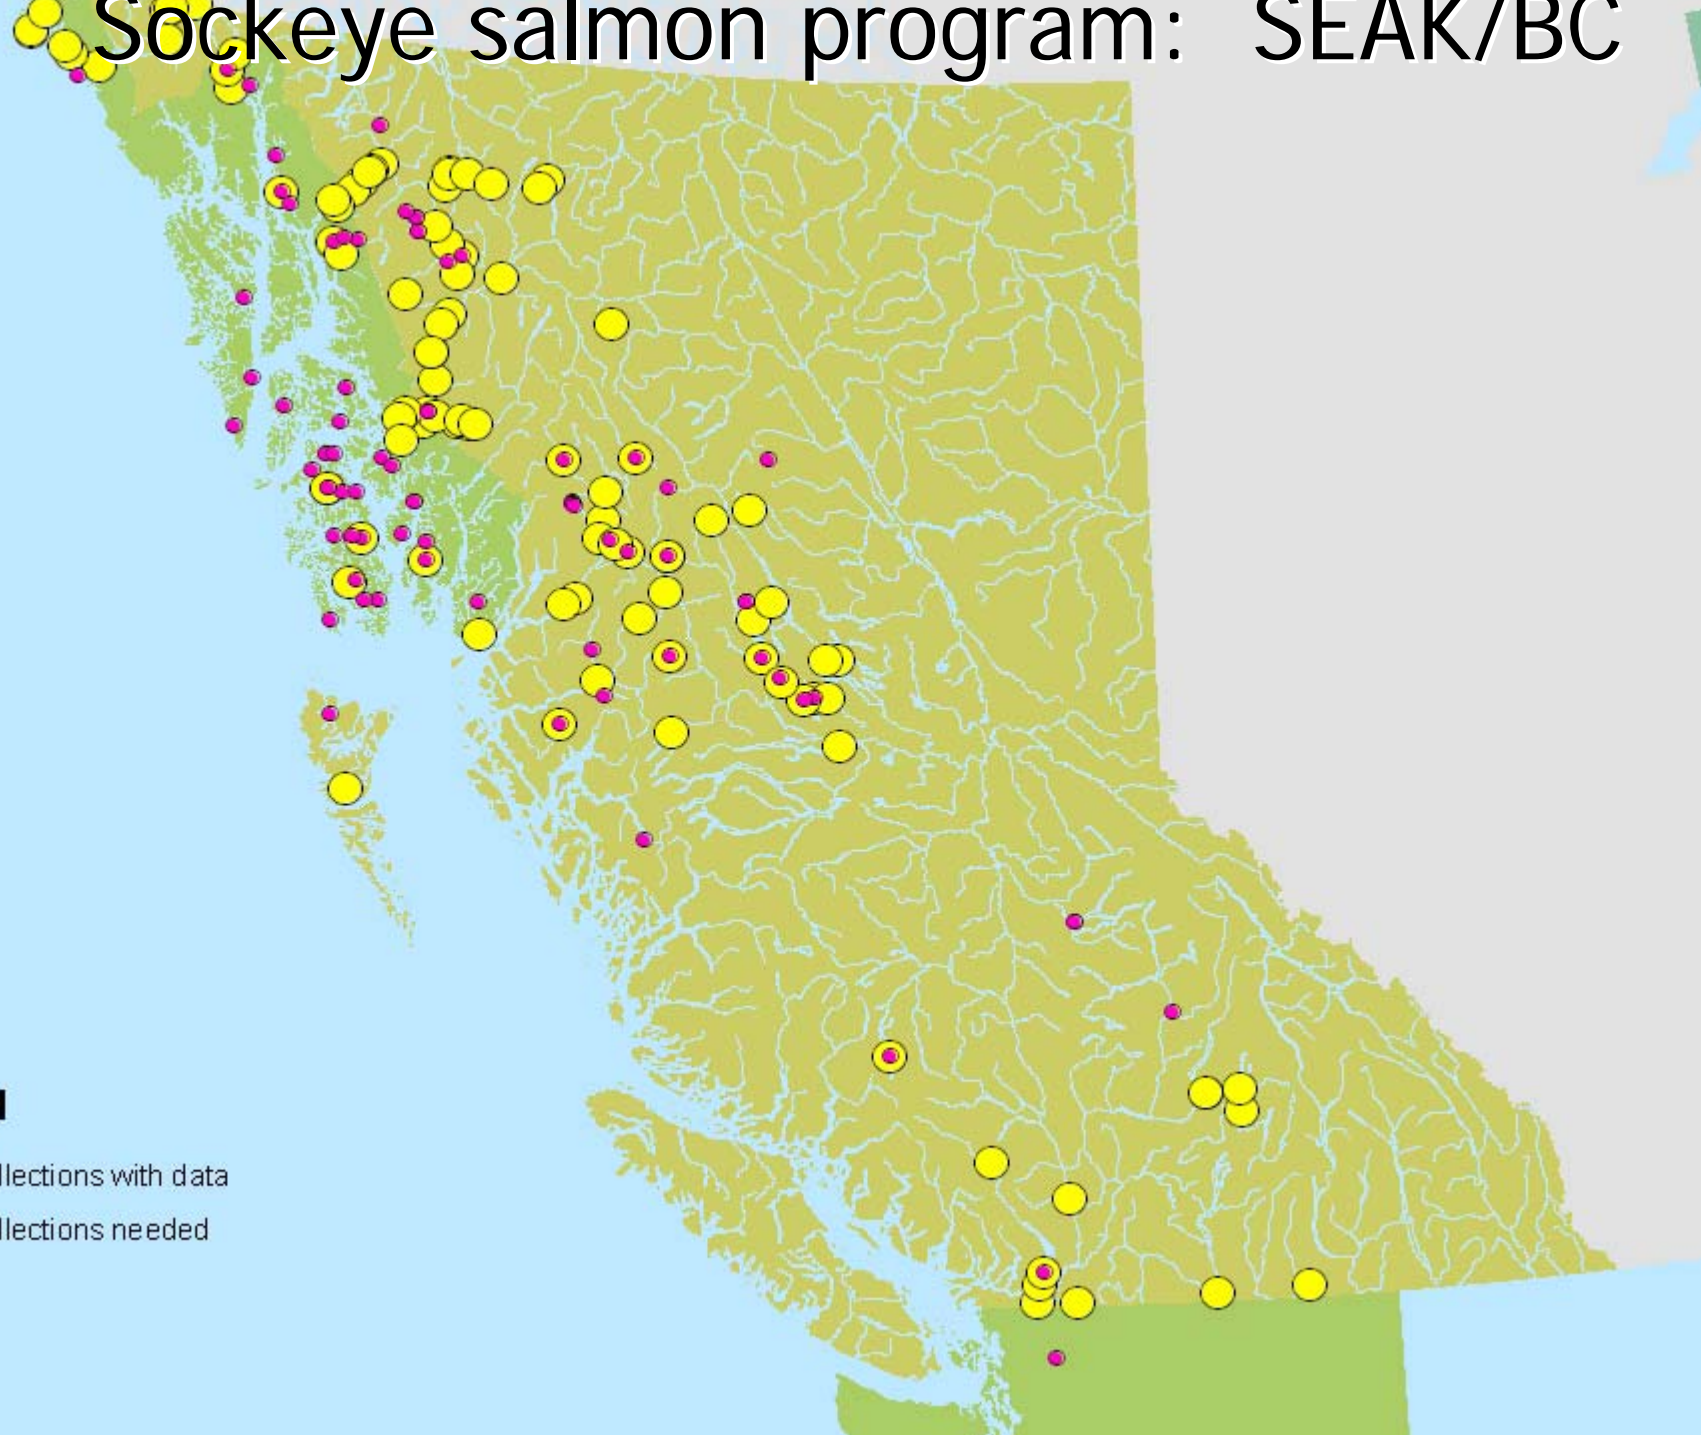 Sockeye salmon program: SEAK/BC
llections with data
llections needed